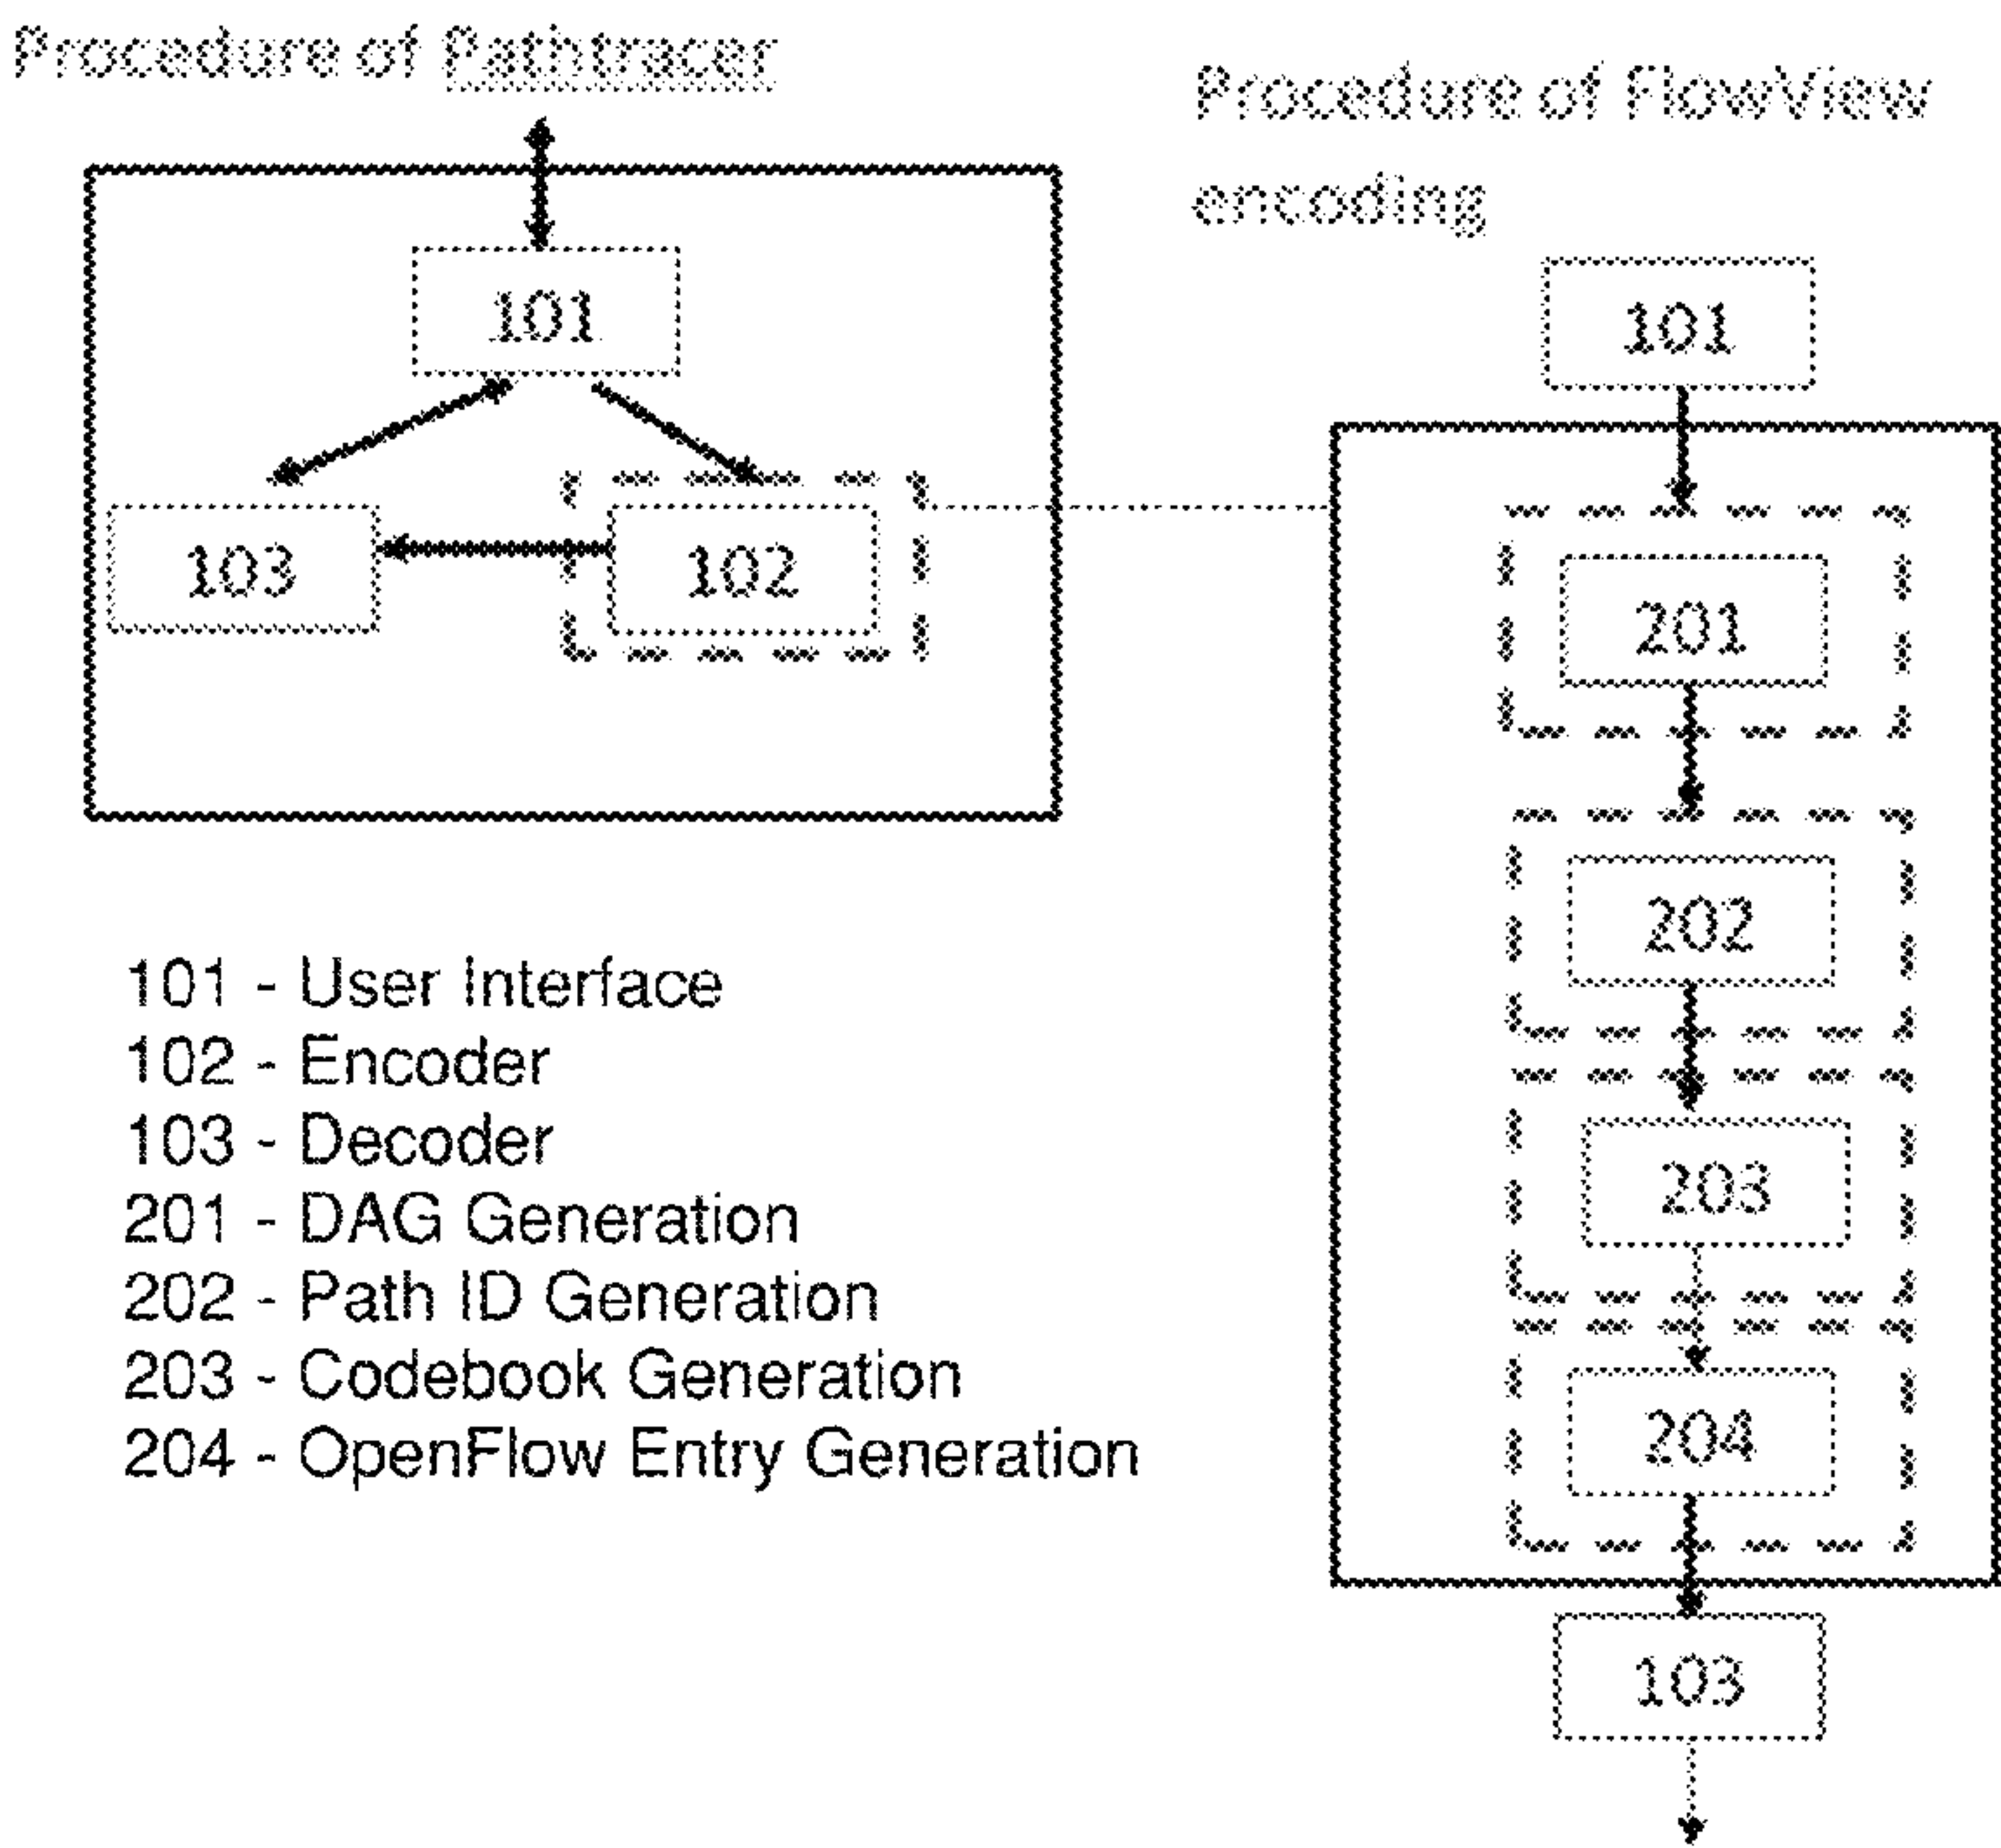 Procedure of Pathtracer
101
103
102
Procedure of FlowView
encoding
101
201
202
203
204
103
101 - User Interface
102 - Encoder
103 - Decoder
201 - DAG Generation
202 - Path ID Generation
203 - Codebook Generation
204 - OpenFlow Entry Generation